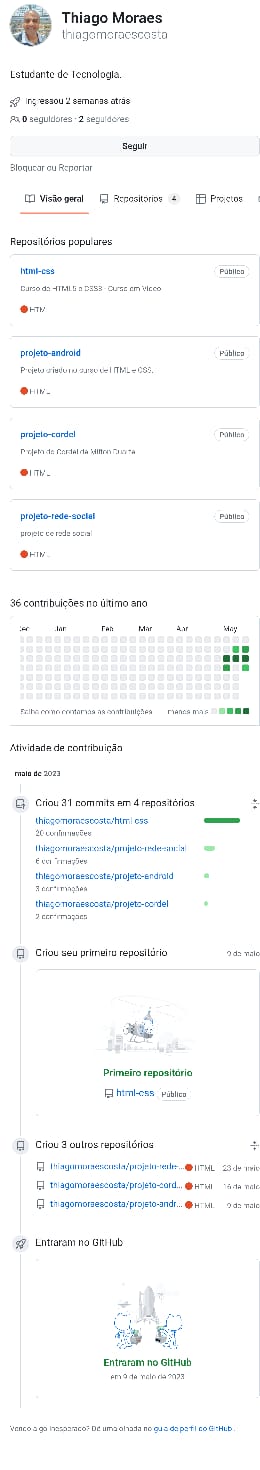 Thiago Moraes
thiagomoraescosta
Estudante de Tecnologia.
Ingressou 2 semanas atrás
0 seguidores · 2 seguidores
Seguir
Bloquear ou Reportar
Visão geral Repositórios 4 Projetos
Repositórios populares
html-css Público
Curso de HTML5 e CSS3 - Curso em Vídeo
HTML
projeto-android Público
Projeto criado no curso de HTML e CSS.
HTML
projeto-cordel Público
Projeto do Cordel de Milton Duarte
HTML
projeto-rede-social Público
projeto de rede social
HTML
36 contribuições no último ano
Jan Feb Mar Apr May
Saiba como contamos as contribuições menos mais
Atividade de contribuição
maio de 2023
Criou 31 commits em 4 repositórios
thiagomoraescosta/html-css
20 confirmações
thiagomoraescosta/projeto-rede-social
6 confirmações
thiagomoraescosta/projeto-android
3 confirmações
thiagomoraescosta/projeto-cordel
2 confirmações
Criou seu primeiro repositório 9 de maio
Primeiro repositório
html-css Público
Criou 3 outros repositórios
thiagomoraescosta/projeto-rede-... HTML 23 de maio
thiagomoraescosta/projeto-cord... HTML 16 de maio
thiagomoraescosta/projeto-andr... HTML 9 de maio
Entraram no GitHub
Entraram no GitHub
em 9 de maio de 2023
Vendo algo inesperado? Dê uma olhada no guia de perfil do GitHub.